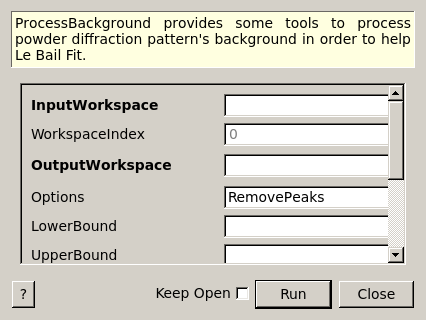 ProcessBackground provides some tools to process
powder diffraction pattern's background in order to help
Le Bail Fit.
InputWorkspace
WorkspaceIndex 0
OutputWorkspace
Options RemovePeaks
LowerBound
UpperBound
? Keep Open Run Close